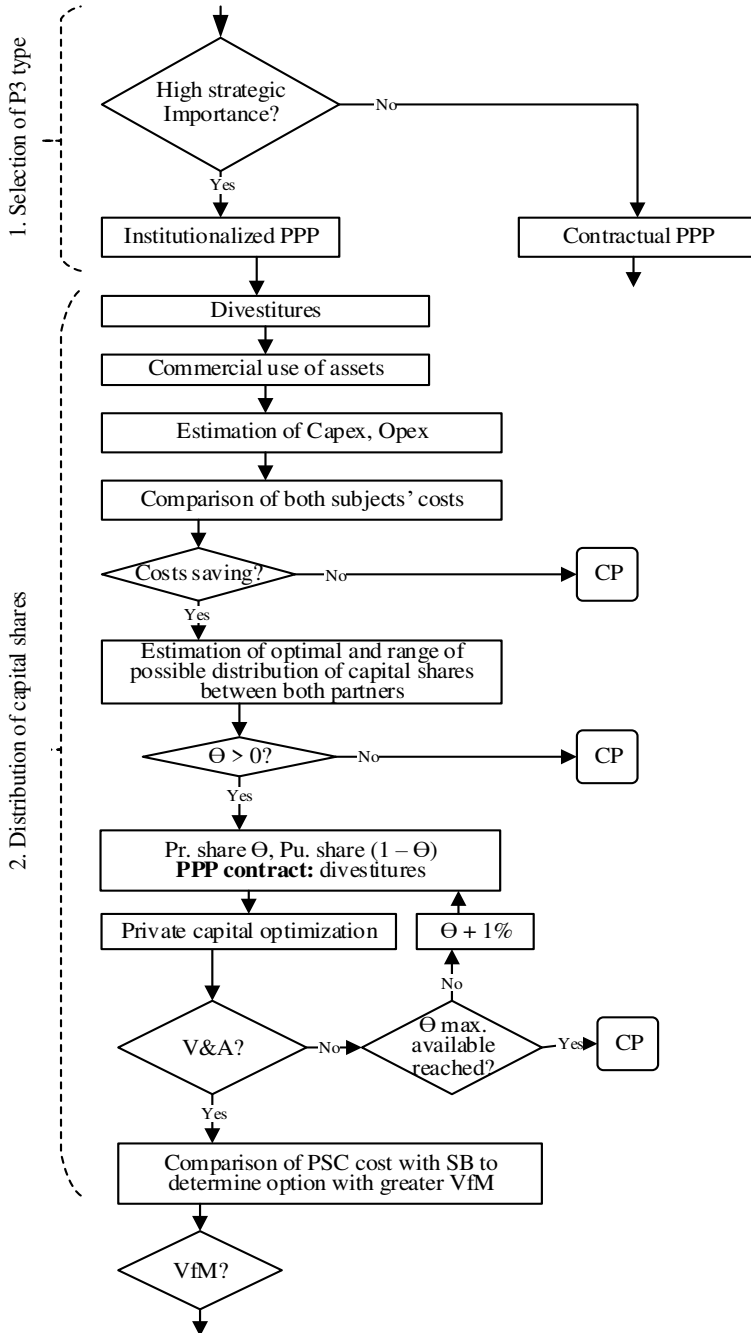 1. Selection of P3 type
High strategic
Importance?
No
Yes
Institutionalized PPP
Contractual PPP
2. Distribution of capital shares
Divestitures
Commercial use of assets
Estimation of Capex, Opex
Comparison of both subjects’ costs
Costs saving?
No
CP
Yes
Estimation of optimal and range of
possible distribution of capital shares
between both partners
ϴ > 0?
No
CP
Yes
Pr. share ϴ, Pu. share (1 – ϴ)
PPP contract: divestitures
Private capital optimization
ϴ + 1%
No
V&A?
No
ϴ max.
available
reached?
Yes
CP
Yes
Comparison of PSC cost with SB to
determine option with greater VfM
VfM?